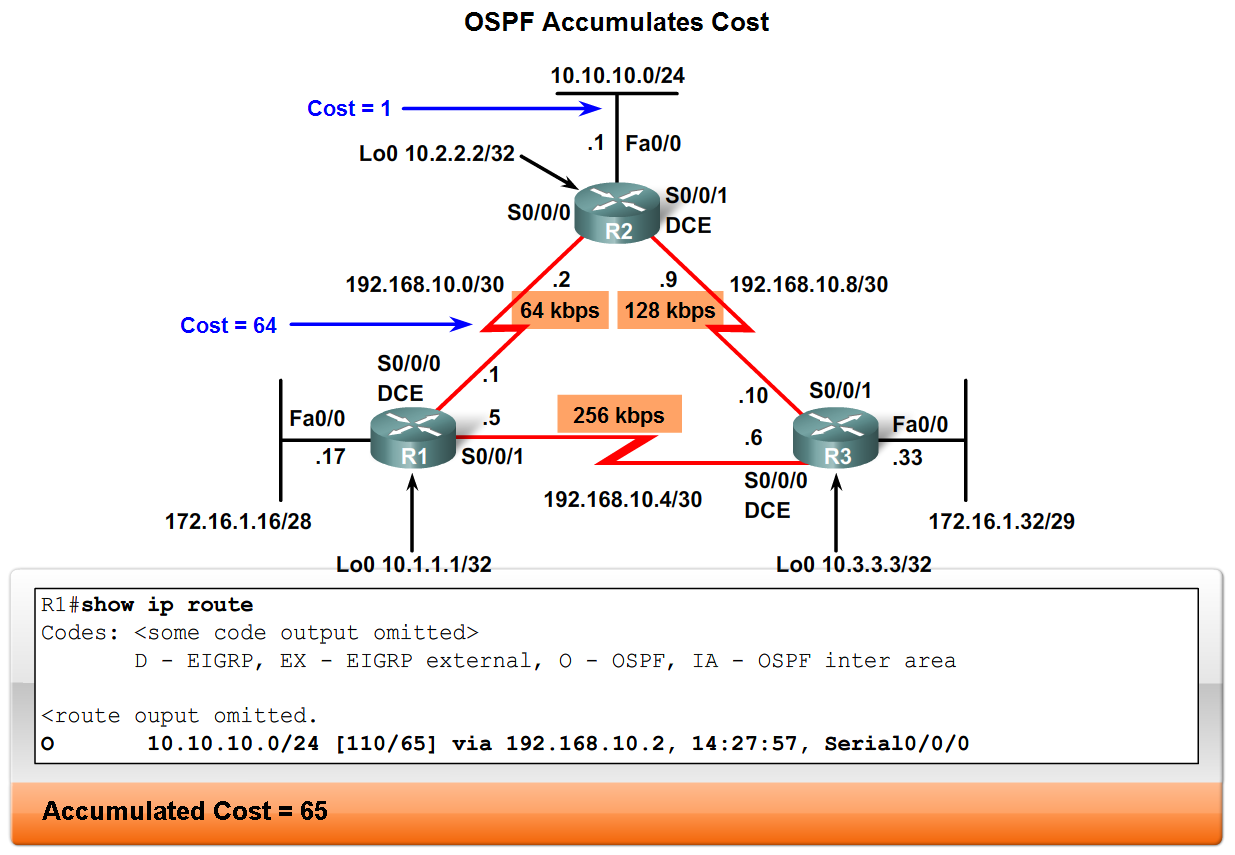 OSPF Accumulates Cost
10.10.10.0/24
Cost = 1
.1
Fa0/0
Lo0 10.2.2.2/32
S0/0/0
S0/0/1
DCE
R2
192.168.10.0/30
.2
.9
192.168.10.8/30
64 kbps
128 kbps
Cost = 64
S0/0/0
DCE
.1
.10
S0/0/1
Fa0/0
.17
R1
.5
S0/0/1
256 kbps
.6
R3
Fa0/0
.33
S0/0/0
DCE
192.168.10.4/30
172.16.1.16/28
172.16.1.32/29
Lo0 10.1.1.1/32
Lo0 10.3.3.3/32
R1#show ip route
Codes: <some code output omitted>
D - EIGRP, EX - EIGRP external, O - OSPF, IA - OSPF inter area
<route ouput omitted.
O 10.10.10.0/24 [110/65] via 192.168.10.2, 14:27:57, Serial0/0/0
Accumulated Cost = 65